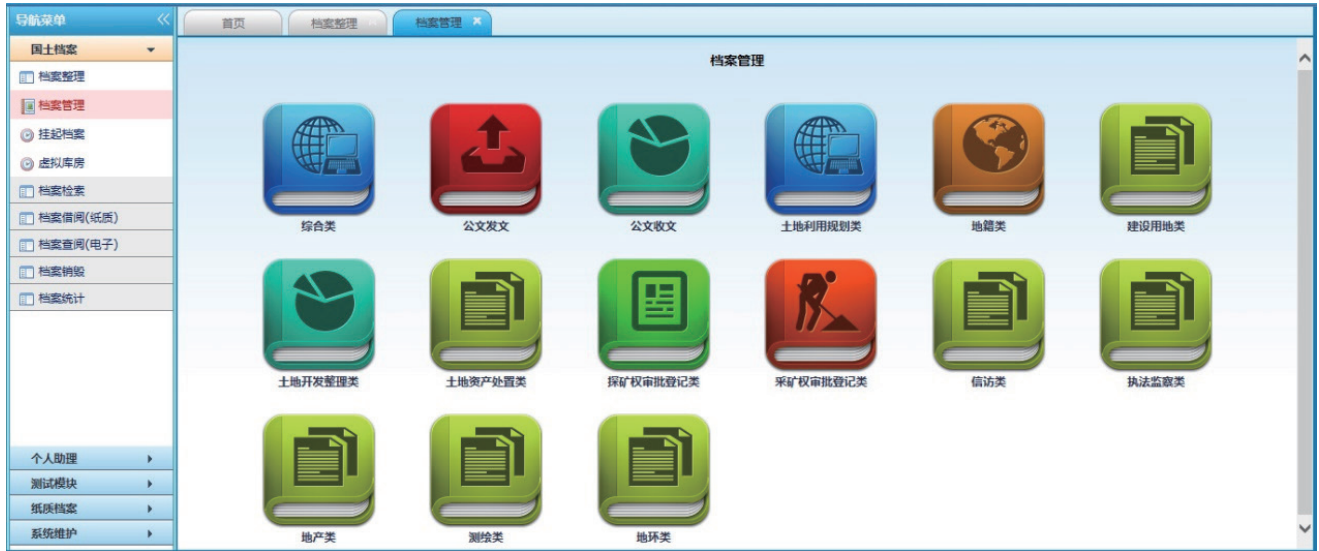 导航菜单
国土档案
档案整理
档案管理
挂起档案
虚拟库房
档案检索
档案借阅(纸质)
档案查阅(电子)
档案销毁
档案统计
个人助理
测试模块
纸质档案
系统维护
首页 档案整理 档案管理
档案管理
综合类 公文发文 公文收文 土地利用规划类 地籍类 建设用地类
土地开发整理类 土地资产处置类 探矿权审批登记类 采矿权审批登记类 信访类 执法监察类
地产类 测绘类 地环类